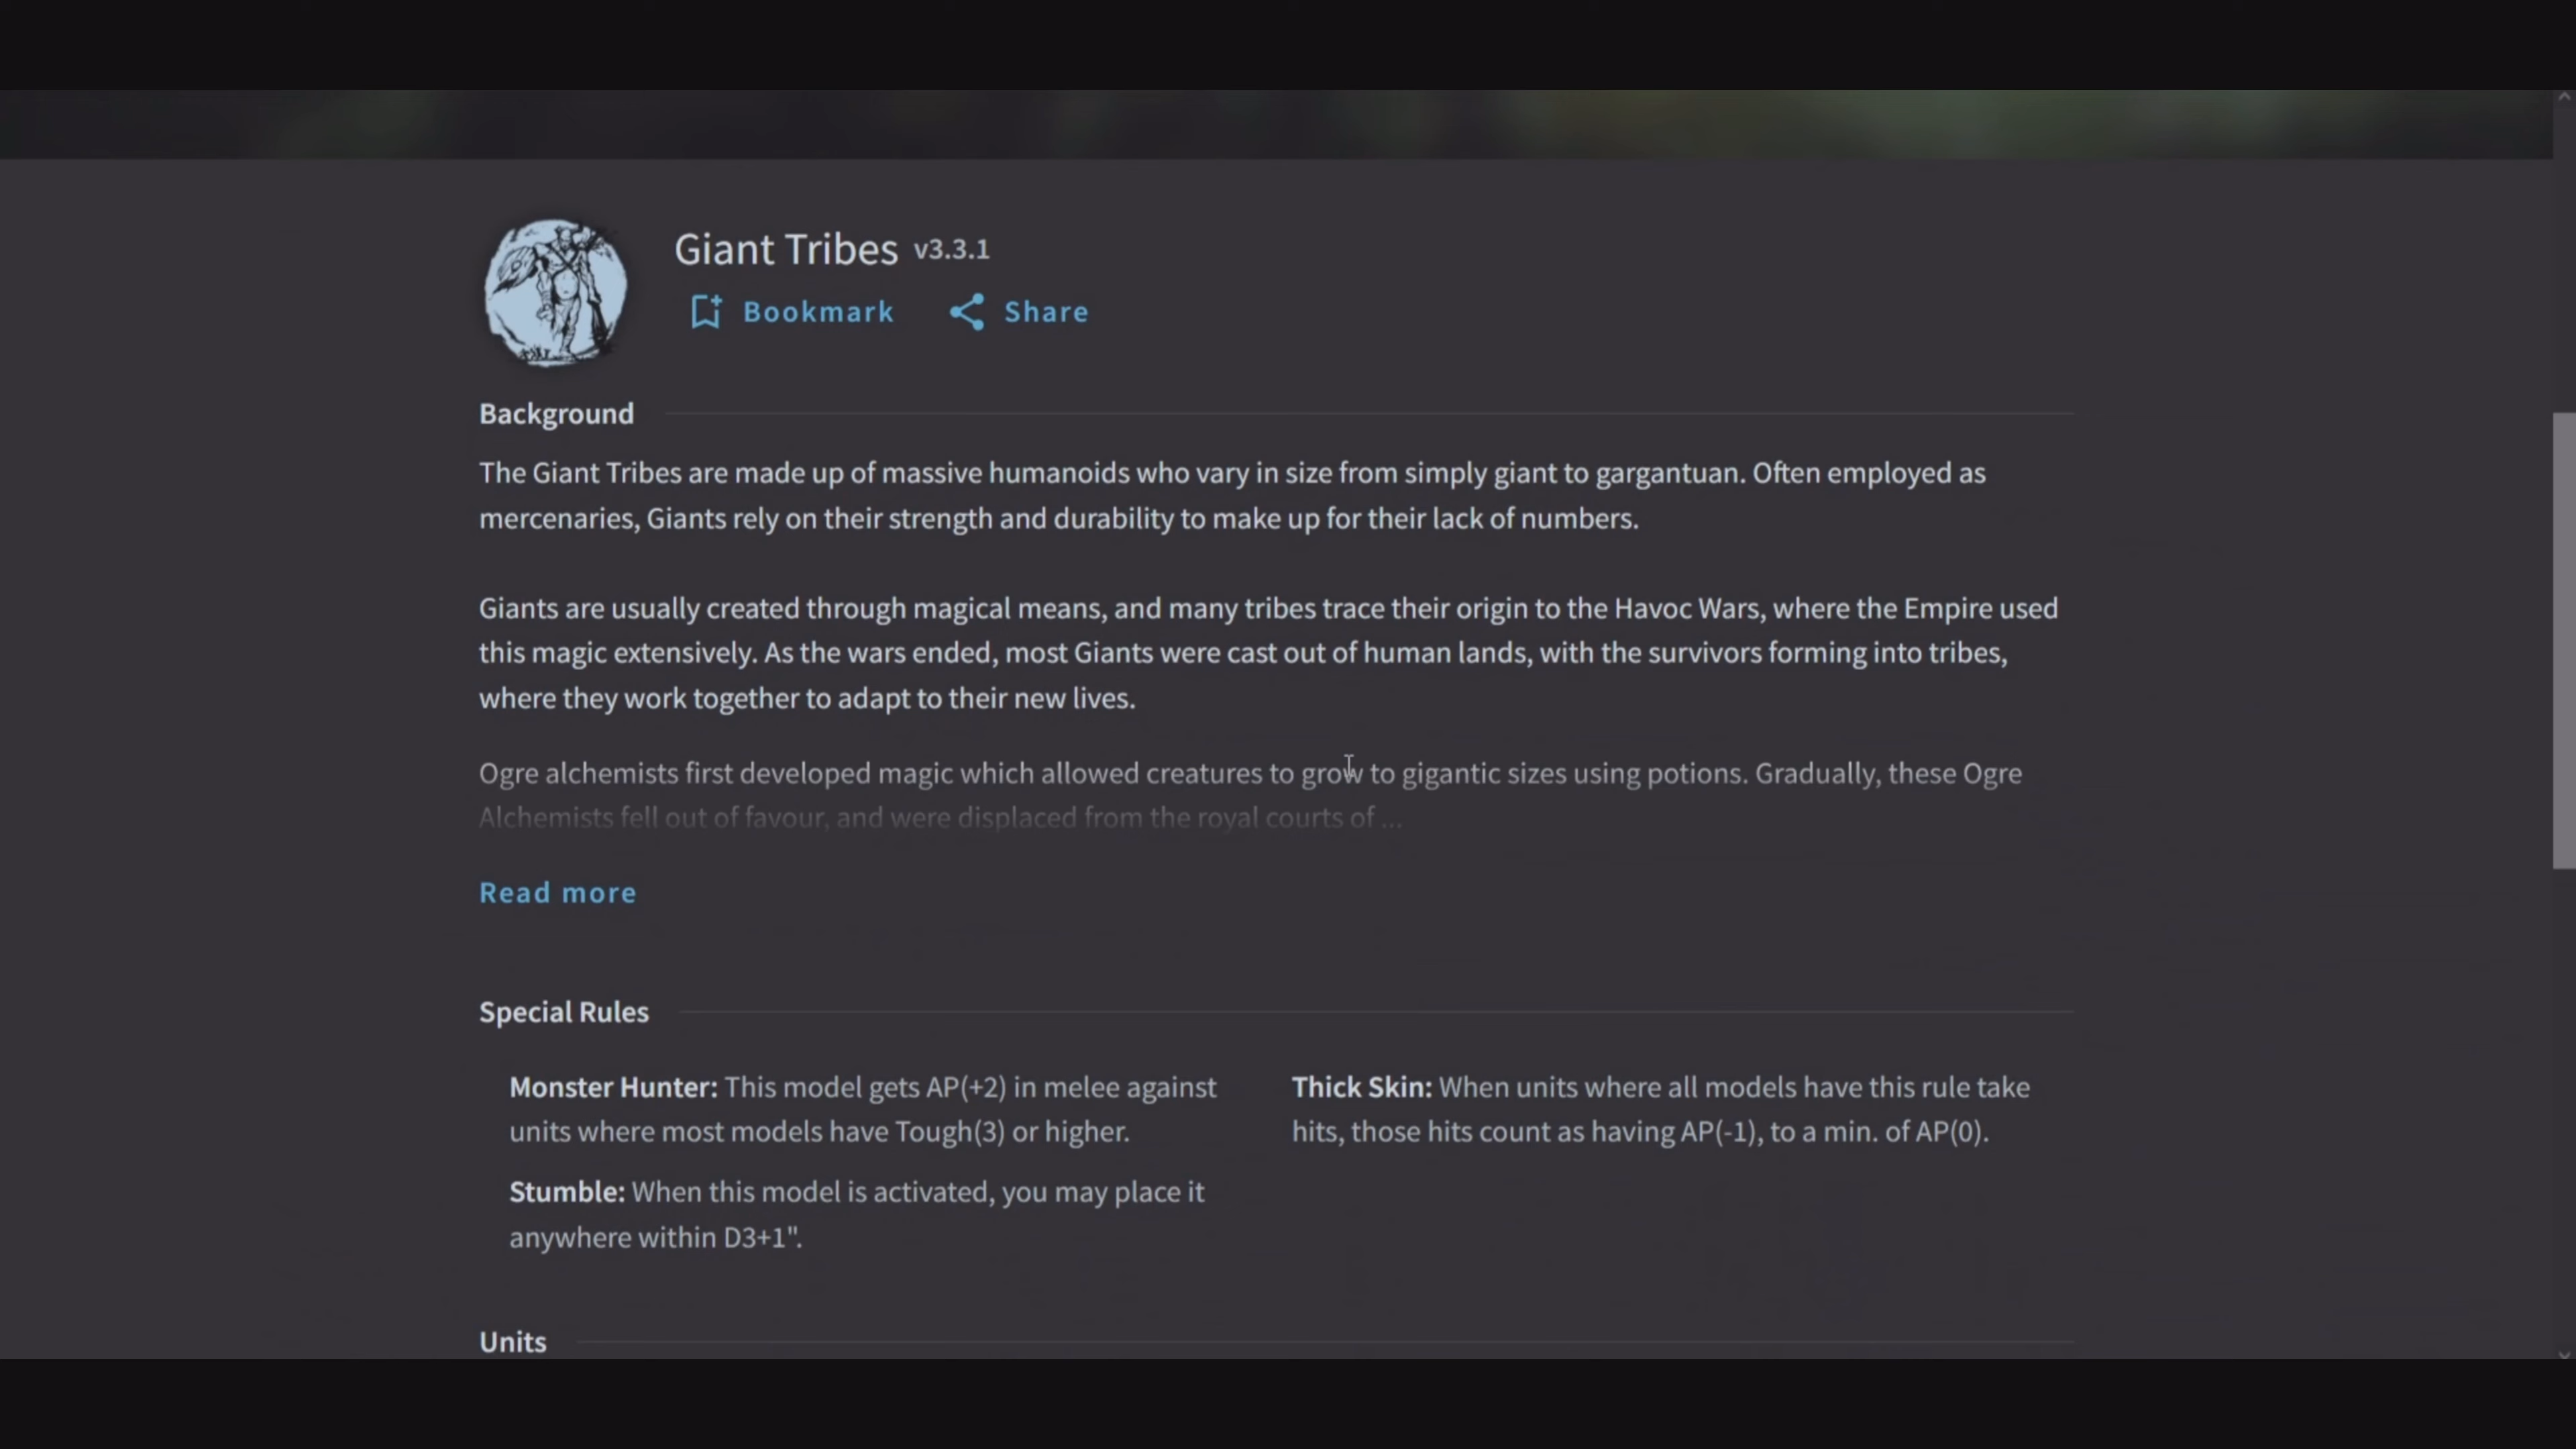 Giant Tribes v3.3.1
Bookmark Share
Background
The Giant Tribes are made up of massive humanoids who vary in size from simply giant to gargantuan. Often employed as
mercenaries, Giants rely on their strength and durability to make up for their lack of numbers.
Giants are usually created through magical means, and many tribes trace their origin to the Havoc Wars, where the Empire used
this magic extensively. As the wars ended, most Giants were cast out of human lands, with the survivors forming into tribes,
where they work together to adapt to their new lives.
Ogre alchemists first developed magic which allowed creatures to grow to gigantic sizes using potions. Gradually, these Ogre
Alchemists fell out of favour, and were displaced from the royal courts of ...
Read more
Special Rules
Monster Hunter: This model gets AP(+2) in melee against
units where most models have Tough(3) or higher.
Stumble: When this model is activated, you may place it
anywhere within D3+1".
Thick Skin: When units where all models have this rule take
hits, those hits count as having AP(-1), to a min. of AP(0).
Units